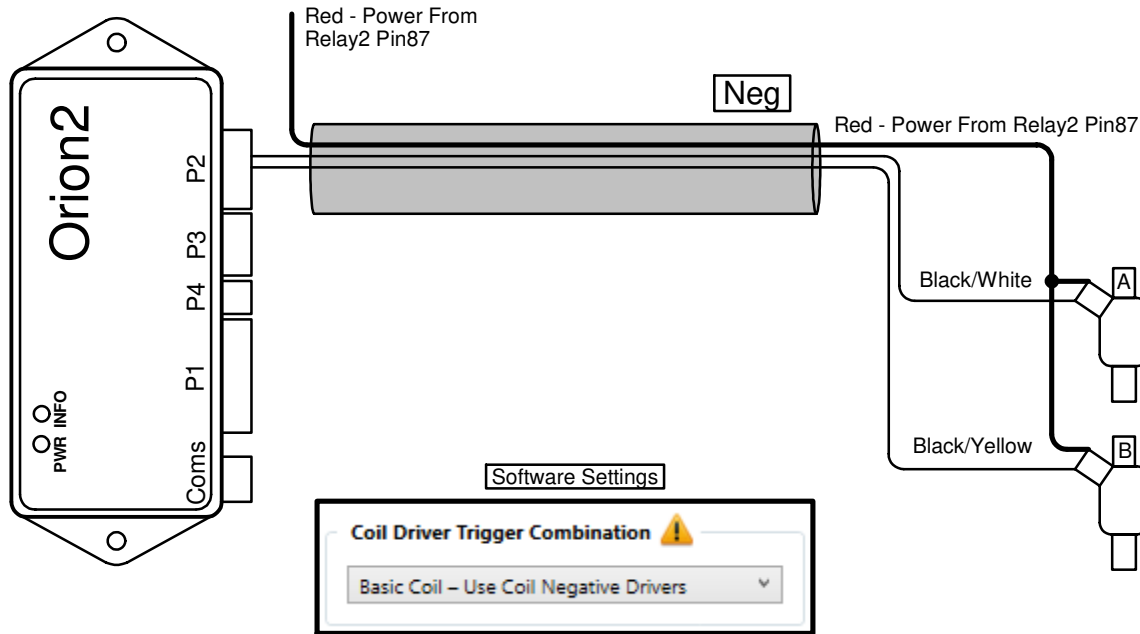 Red - Power From
Relay2 Pin87
Neg
Red - Power From Relay2 Pin87
Orion2
P2
P3
P4
P1
Coms
PWR
INFO
Black/White
A
Black/Yellow
B
Software Settings
Coil Driver Trigger Combination
Basic Coil – Use Coil Negative Drivers